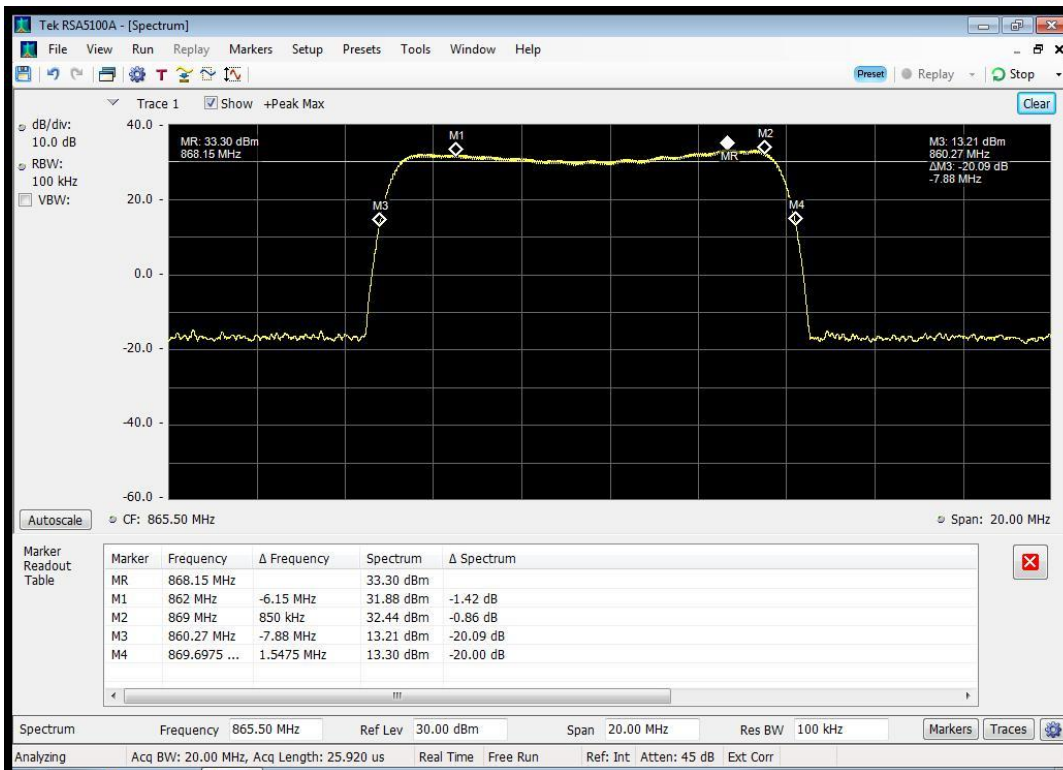 Tek RSA5100A - [Spectrum]
File View Run Replay Markers Setup Presets Tools Window Help
T Preset Replay Stop
Trace 1 Show +Peak Max Clear
dB/div:
10.0 dB
RBW:
100 kHz
VBW:
40.0
20.0
0.0
-20.0
-40.0
-60.0
MR: 33.30 dBm
868.15 MHz
M1
MR
M2
M3: 13.21 dBm
860.27 MHz
ΔM3: -20.09 dB
-7.88 MHz
M3
M4
Autoscale CF: 865.50 MHz Span: 20.00 MHz
Marker
Readout
Table
Marker Frequency Δ Frequency Spectrum Δ Spectrum
MR 868.15 MHz 33.30 dBm
M1 862 MHz -6.15 MHz 31.88 dBm -1.42 dB
M2 869 MHz 850 kHz 32.44 dBm -0.86 dB
M3 860.27 MHz -7.88 MHz 13.21 dBm -20.09 dB
M4 869.6975 ... 1.5475 MHz 13.30 dBm -20.00 dB
Spectrum Frequency 865.50 MHz Ref Lev 30.00 dBm Span 20.00 MHz Res BW 100 kHz Markers Traces
Analyzing Acq BW: 20.00 MHz, Acq Length: 25.920 us Real Time Free Run Ref: Int Atten: 45 dB Ext Corr